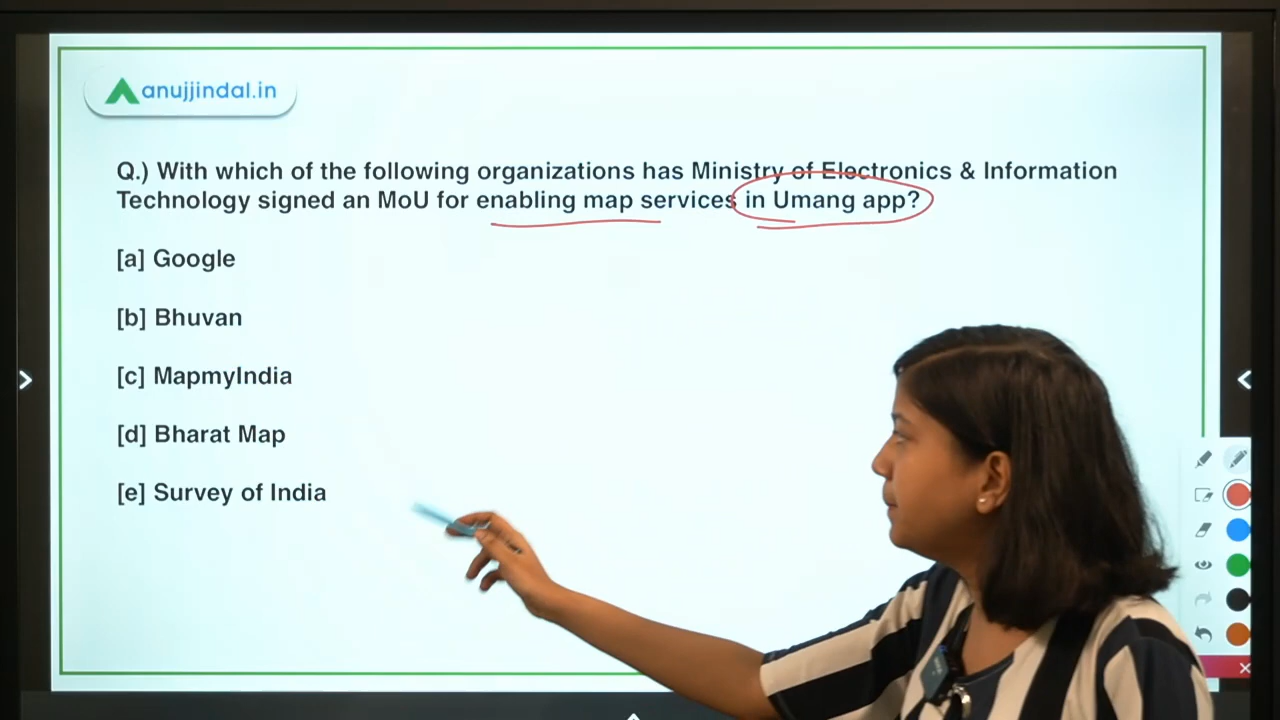 anujjindal.in
Q.) With which of the following organizations has Ministry of Electronics & Information
Technology signed an MoU for enabling map services in Umang app?
[a] Google
[b] Bhuvan
[c] MapmyIndia
[d] Bharat Map
[e] Survey of India